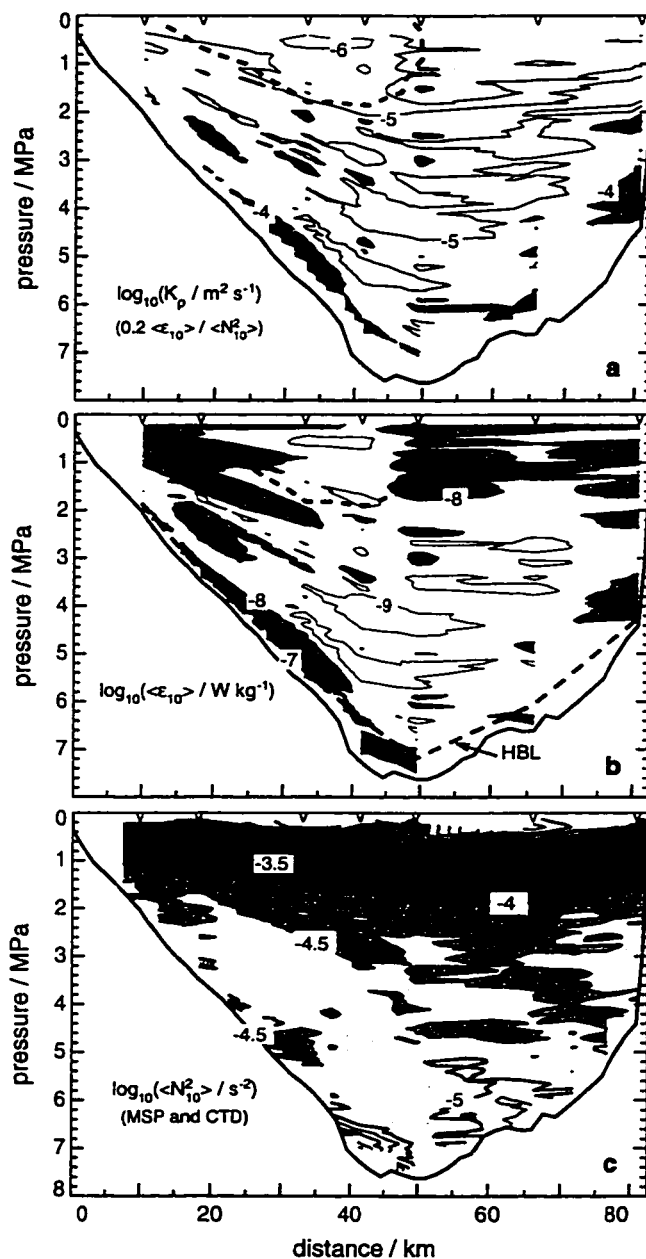 0
1
2
3
4
5
6
7
pressure / MPa
-6
-5
-4
-4
-5
log₁₀(Kρ / m² s⁻¹)
(0.2 <ε₁₀> / <N²₁₀>)
a
0
1
2
3
4
5
6
7
pressure / MPa
-8
-9
-8
-7
log₁₀(<ε₁₀> / W kg⁻¹)
HBL
b
0
1
2
3
4
5
6
7
8
pressure / MPa
-3.5
-4
-4.5
-4.5
-5
log₁₀(<N²₁₀> / s⁻²)
(MSP and CTD)
c
0 20 40 60 80
distance / km